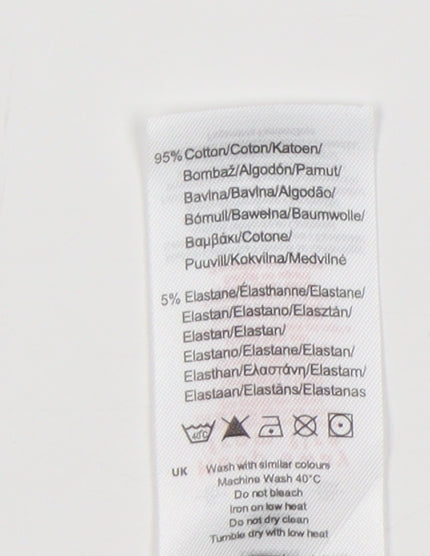 95% Cotton/Coton/Katoen/
Bombaž/Algodón/Pamut/
Bavlna/Bavlna/Algodão/
Bómull/Bawełna/Baumwolle/
Βαμβάκι/Cotone/
Puuvill/Kokvilna/Medvilnė
5% Elastane/Élasthanne/Elastane/
Elastan/Elastano/Elasztán/
Elastan/Elastan/
Elastano/Elastane/Elastan/
Elasthan/Ελαστάνη/Elastam/
Elastaan/Elastāns/Elastanas
40°C
UK Wash with similar colours
Machine Wash 40°C
Do not bleach
Iron on low heat
Do not dry clean
Tumble dry with low heat